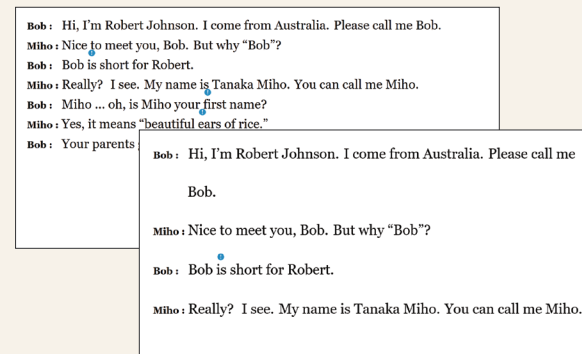 Bob : Hi, I'm Robert Johnson. I come from Australia. Please call me Bob.
Miho : Nice to meet you, Bob. But why “Bob”?
Bob : Bob is short for Robert.
Miho : Really? I see. My name is Tanaka Miho. You can call me Miho.
Bob : Miho ... oh, is Miho your first name?
Miho : Yes, it means “beautiful ears of rice.”
Bob : Your parents
Bob : Hi, I'm Robert Johnson. I come from Australia. Please call me
Bob.
Miho : Nice to meet you, Bob. But why “Bob”?
Bob : Bob is short for Robert.
Miho : Really? I see. My name is Tanaka Miho. You can call me Miho.